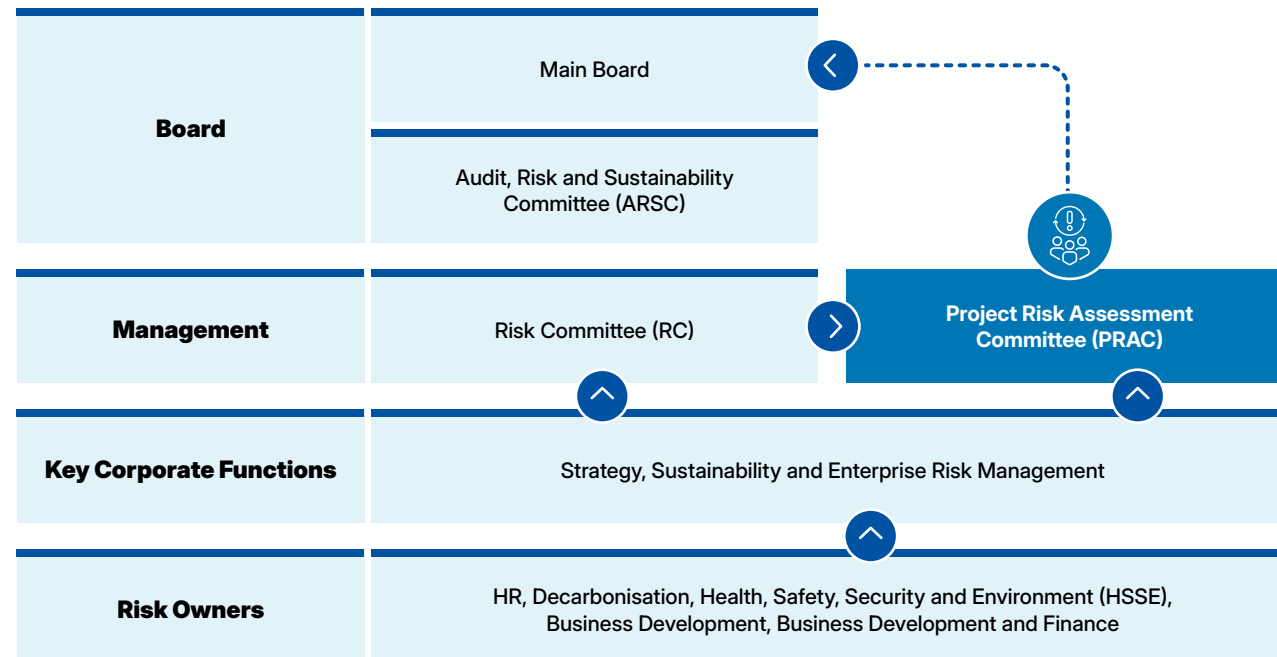 Board
Main Board
Audit, Risk and Sustainability
Committee (ARSC)
Management
Risk Committee (RC)
Project Risk Assessment
Committee (PRAC)
Key Corporate Functions
Strategy, Sustainability and Enterprise Risk Management
Risk Owners
HR, Decarbonisation, Health, Safety, Security and Environment (HSSE),
Business Development, Business Development and Finance